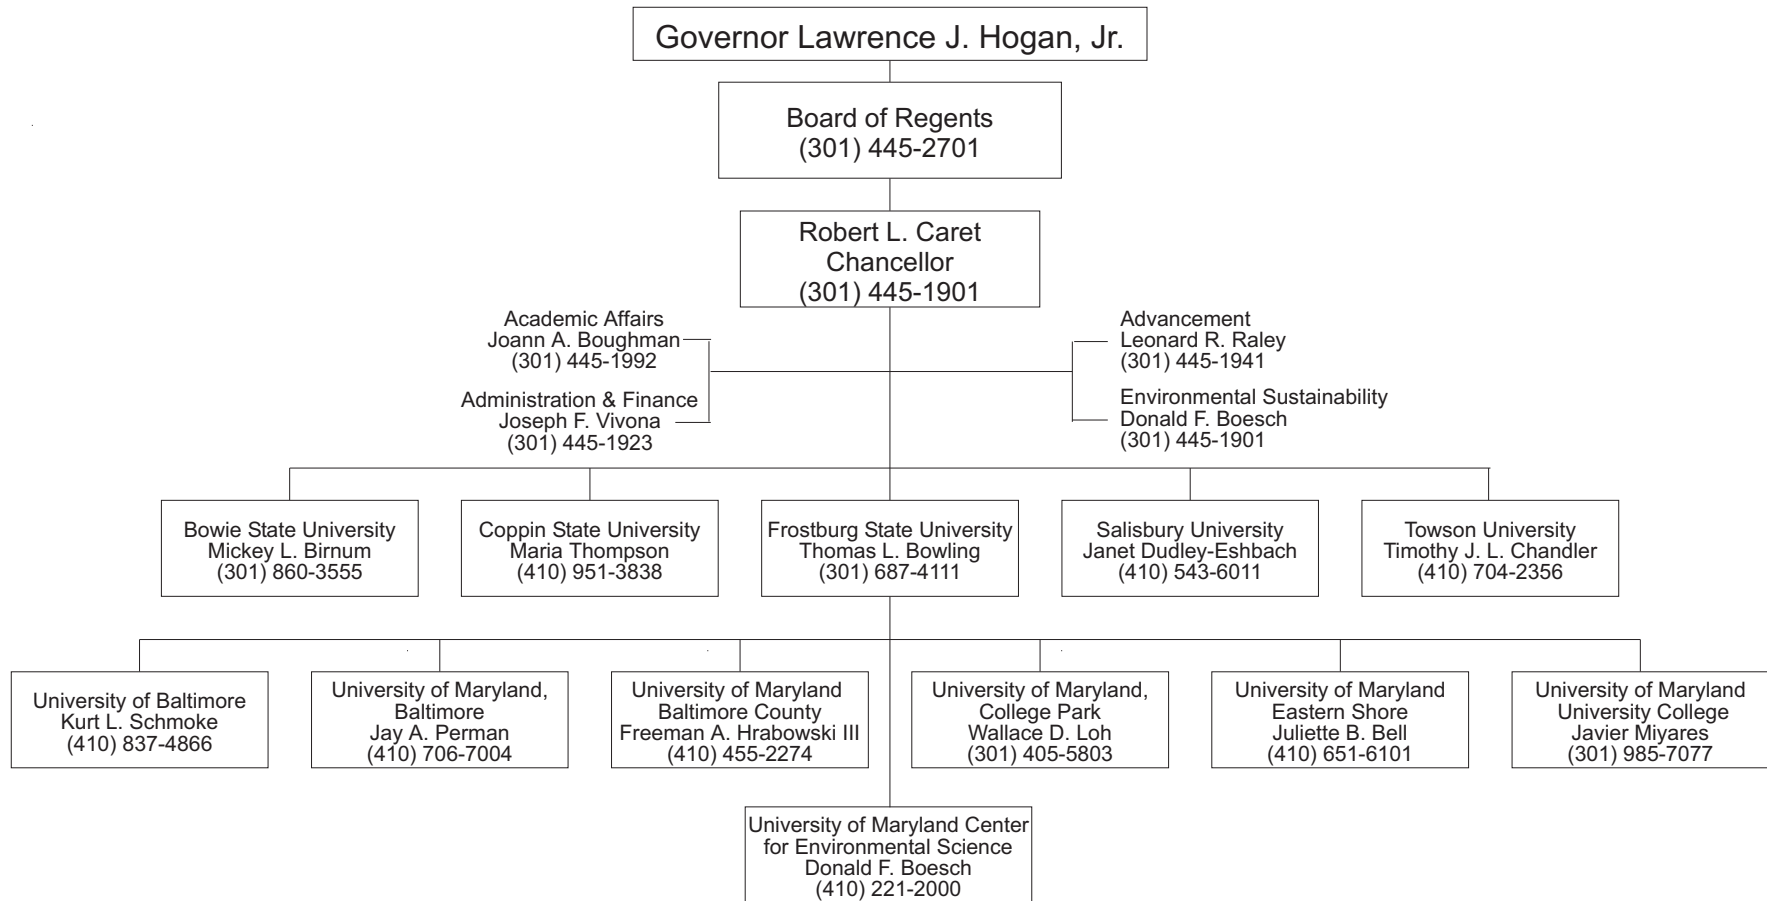 Governor Lawrence J. Hogan, Jr.
Board of Regents
(301) 445-2701
Robert L. Caret
Chancellor
(301) 445-1901
Academic Affairs
Joann A. Boughman
(301) 445-1992
Administration & Finance
Joseph F. Vivona
(301) 445-1923
Advancement
Leonard R. Raley
(301) 445-1941
Environmental Sustainability
Donald F. Boesch
(301) 445-1901
Bowie State University
Mickey L. Birnum
(301) 860-3555
Coppin State University
Maria Thompson
(410) 951-3838
Frostburg State University
Thomas L. Bowling
(301) 687-4111
Salisbury University
Janet Dudley-Eshbach
(410) 543-6011
Towson University
Timothy J. L. Chandler
(410) 704-2356
University of Baltimore
Kurt L. Schmoke
(410) 837-4866
University of Maryland,
Baltimore
Jay A. Perman
(410) 706-7004
University of Maryland
Baltimore County
Freeman A. Hrabowski III
(410) 455-2274
University of Maryland,
College Park
Wallace D. Loh
(301) 405-5803
University of Maryland
Eastern Shore
Juliette B. Bell
(410) 651-6101
University of Maryland
University College
Javier Miyares
(301) 985-7077
University of Maryland Center
for Environmental Science
Donald F. Boesch
(410) 221-2000